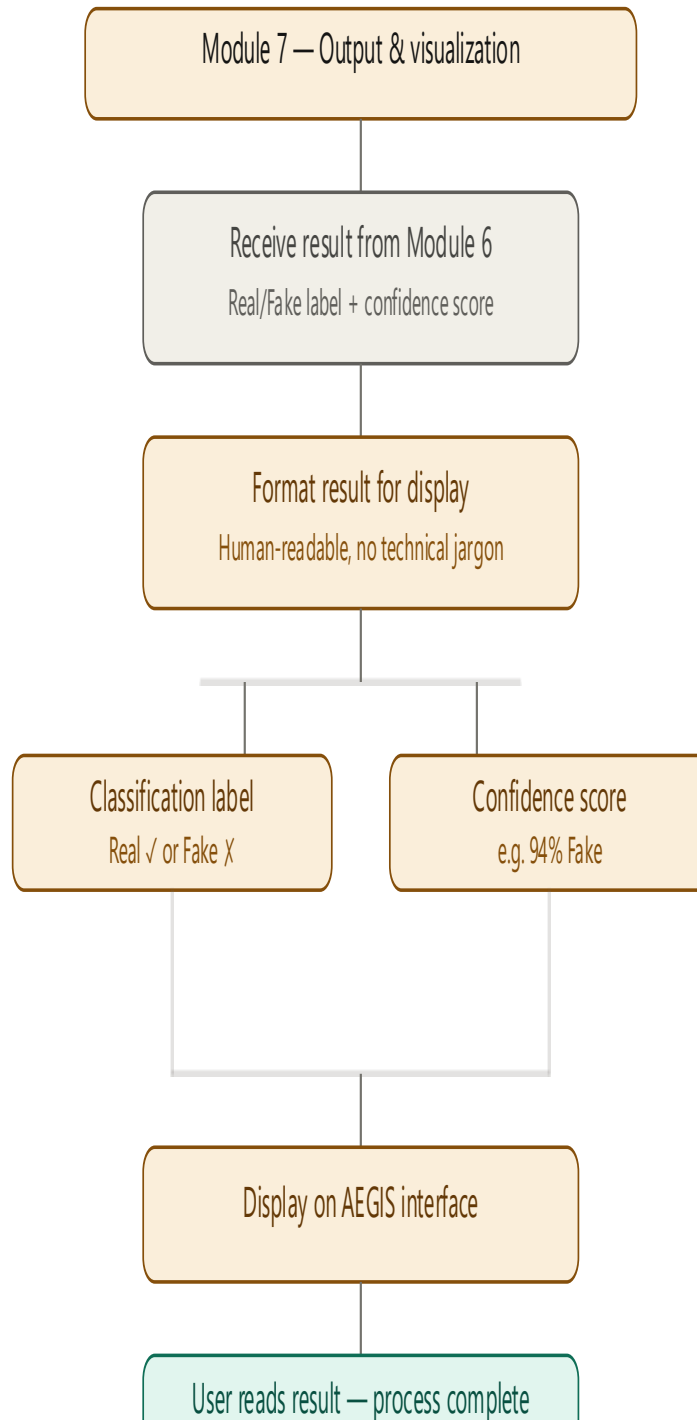 Module 7 — Output & visualization
Receive result from Module 6
Real/Fake label + confidence score
Format result for display
Human-readable, no technical jargon
Classification label
Real ✓ or Fake ✗
Confidence score
e.g. 94% Fake
Display on AEGIS interface
User reads result — process complete